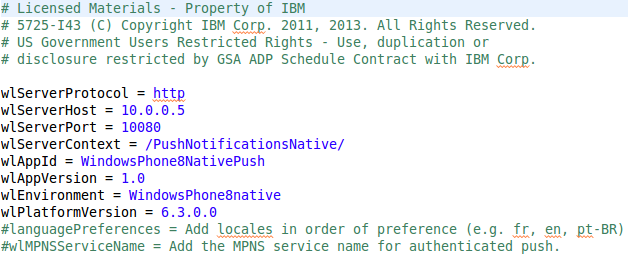 # Licensed Materials - Property of IBM
# 5725-I43 (C) Copyright IBM Corp. 2011, 2013. All Rights Reserved.
# US Government Users Restricted Rights - Use, duplication or
# disclosure restricted by GSA ADP Schedule Contract with IBM Corp.
wlServerProtocol = http
wlServerHost = 10.0.0.5
wlServerPort = 10080
wlServerContext = /PushNotificationsNative/
wlAppId = WindowsPhone8NativePush
wlAppVersion = 1.0
wlEnvironment = WindowsPhone8native
wlPlatformVersion = 6.3.0.0
#languagePreferences = Add locales in order of preference (e.g. fr, en, pt-BR)
#wlMPNSServiceName = Add the MPNS service name for authenticated push.